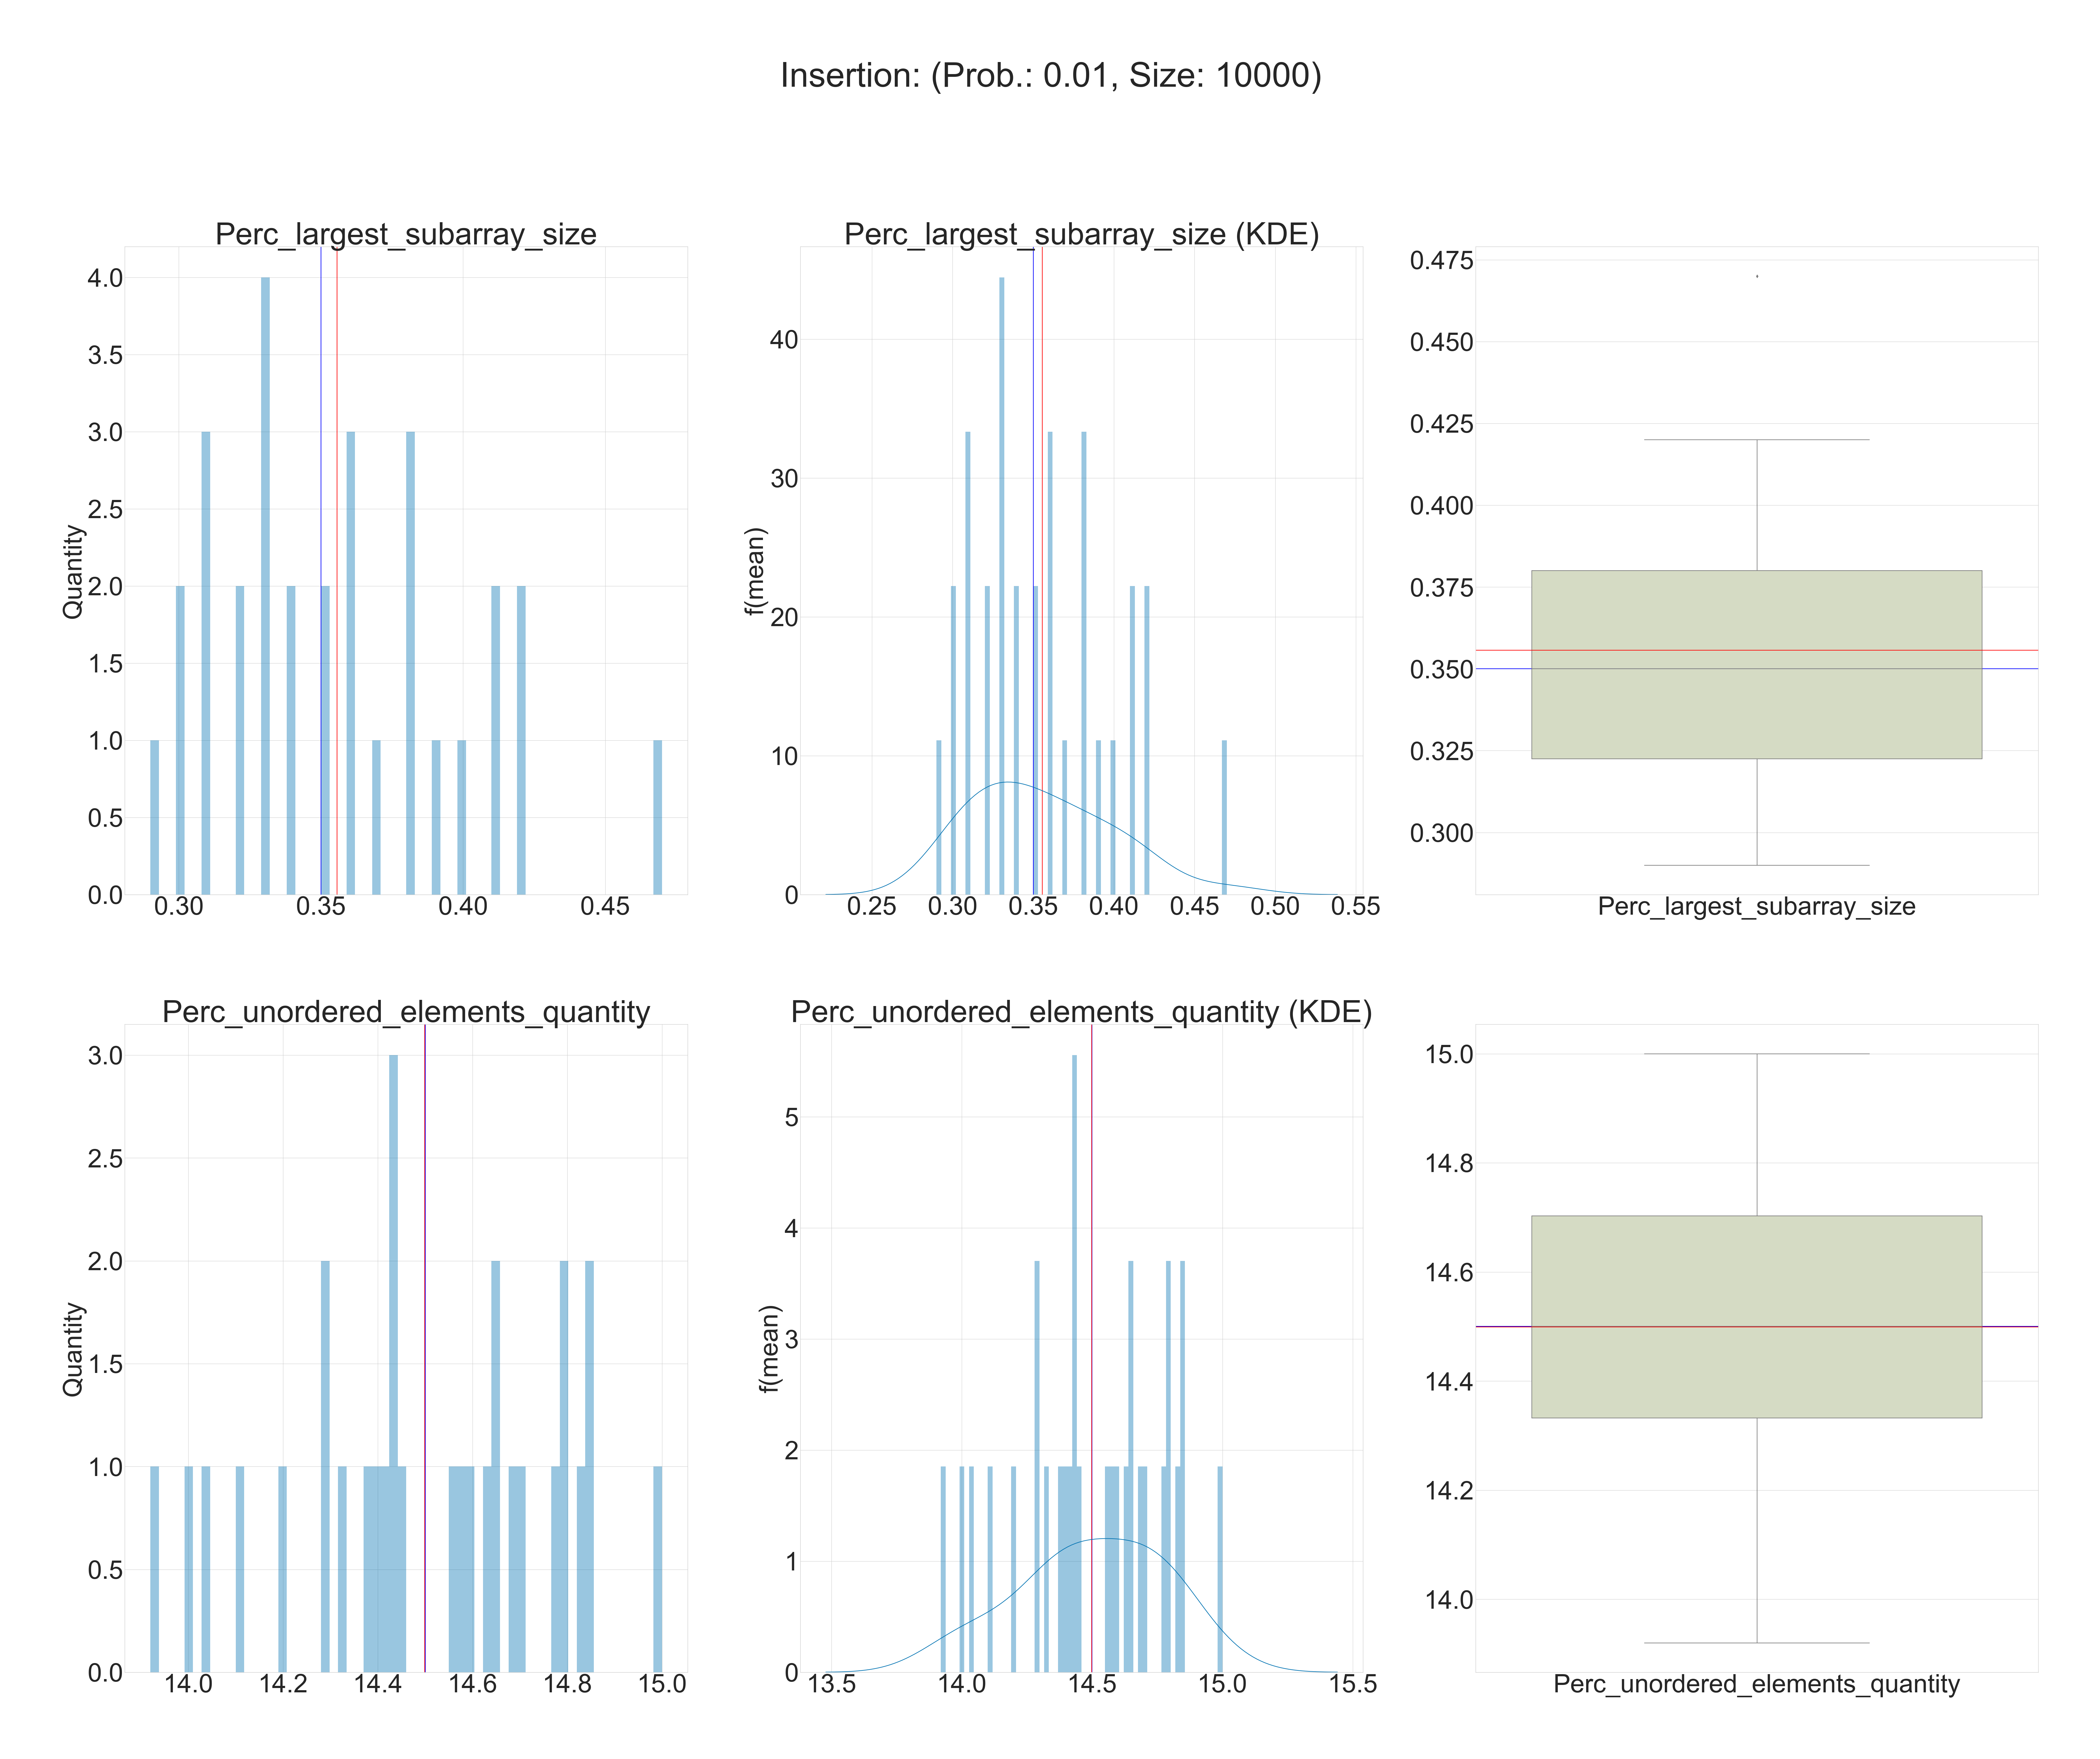 Insertion: (Prob.: 0.01, Size: 10000)
Perc_largest_subarray_size
Quantity
4.0
3.5
3.0
2.5
2.0
1.5
1.0
0.5
0.0
0.30 0.35 0.40 0.45
Perc_largest_subarray_size (KDE)
f(mean)
40
30
20
10
0
0.25 0.30 0.35 0.40 0.45 0.50 0.55
0.475
0.450
0.425
0.400
0.375
0.350
0.325
0.300
Perc_largest_subarray_size
Perc_unordered_elements_quantity
Quantity
3.0
2.5
2.0
1.5
1.0
0.5
0.0
14.0 14.2 14.4 14.6 14.8 15.0
Perc_unordered_elements_quantity (KDE)
f(mean)
5
4
3
2
1
0
13.5 14.0 14.5 15.0 15.5
15.0
14.8
14.6
14.4
14.2
14.0
Perc_unordered_elements_quantity